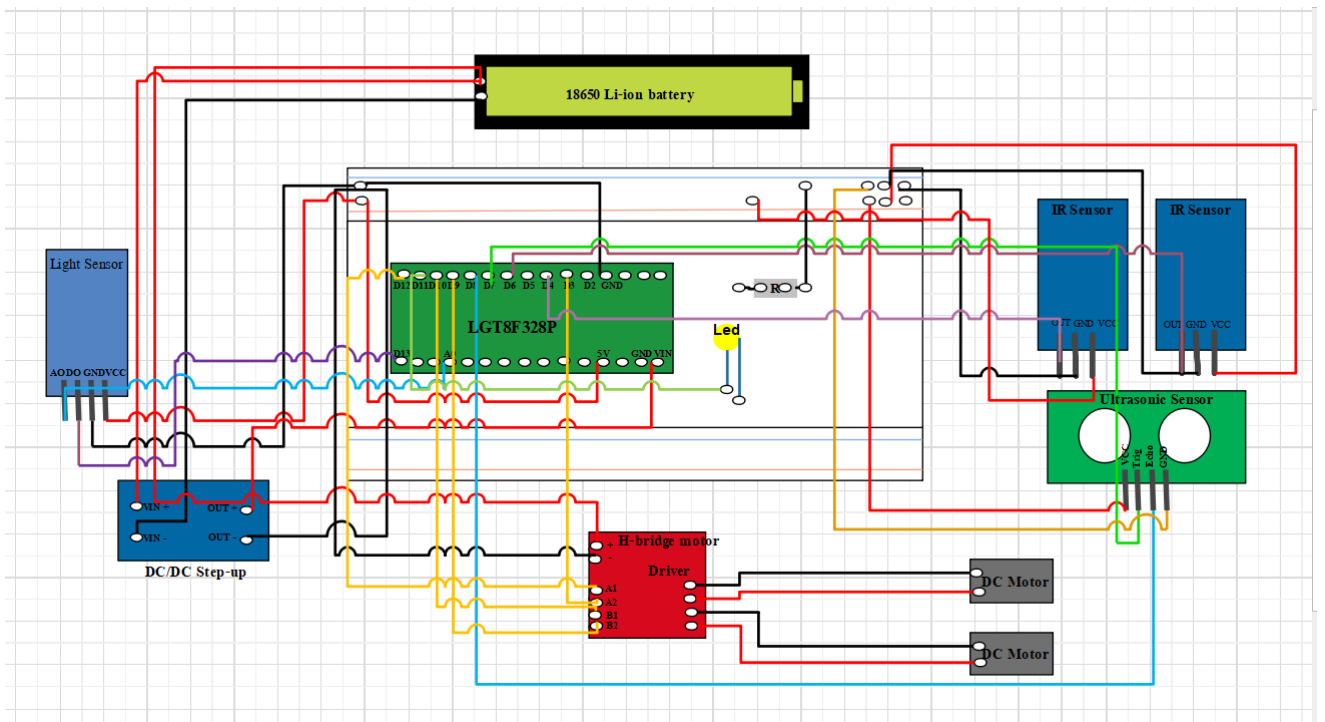 18650 Li-ion battery
IR Sensor
IR Sensor
Light Sensor
D12 D11 D10 D9 D8 D7 D6 D5 D4 D3 D2 GND
R
LGT8F328P
Led
OUT GND VCC
OUT GND VCC
D13 A0 5V GND VIN
AO DO GND VCC
Ultrasonic Sensor
VCC
Trig
Echo
GND
VIN +
OUT +
VIN -
OUT -
DC/DC Step-up
H-bridge motor
Driver
+
-
A1
A2
B1
B2
DC Motor
DC Motor